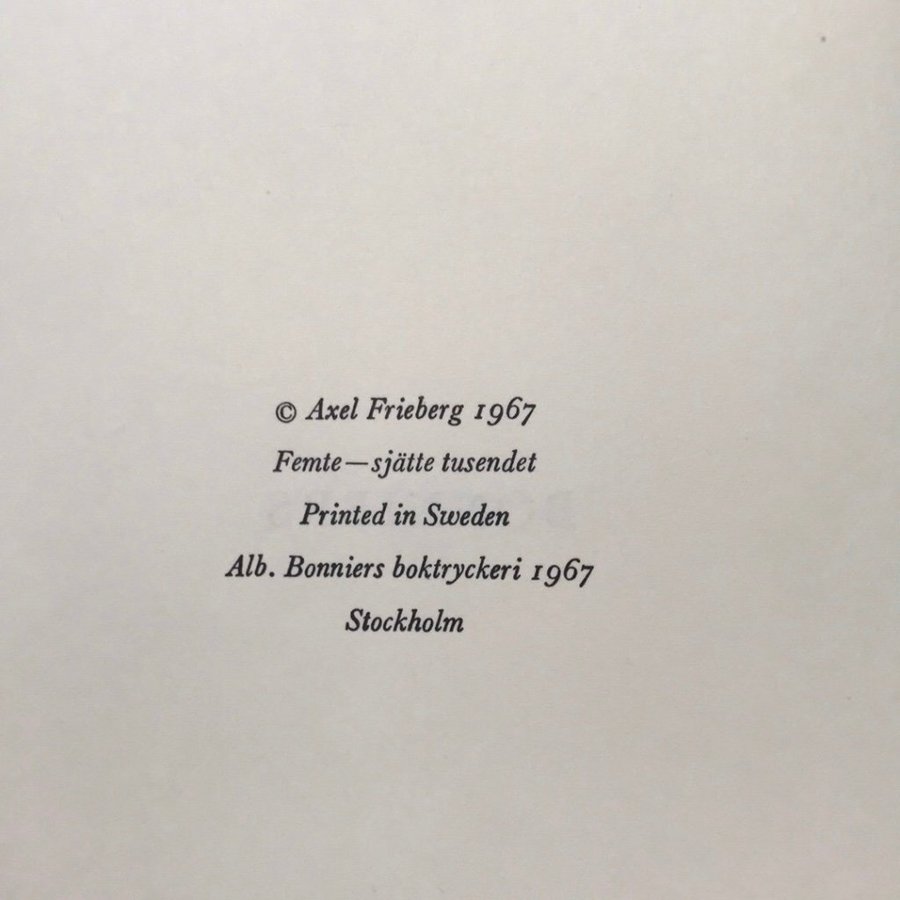 © Axel Frieberg 1967
Femte—sjätte tusendet
Printed in Sweden
Alb. Bonniers boktryckeri 1967
Stockholm